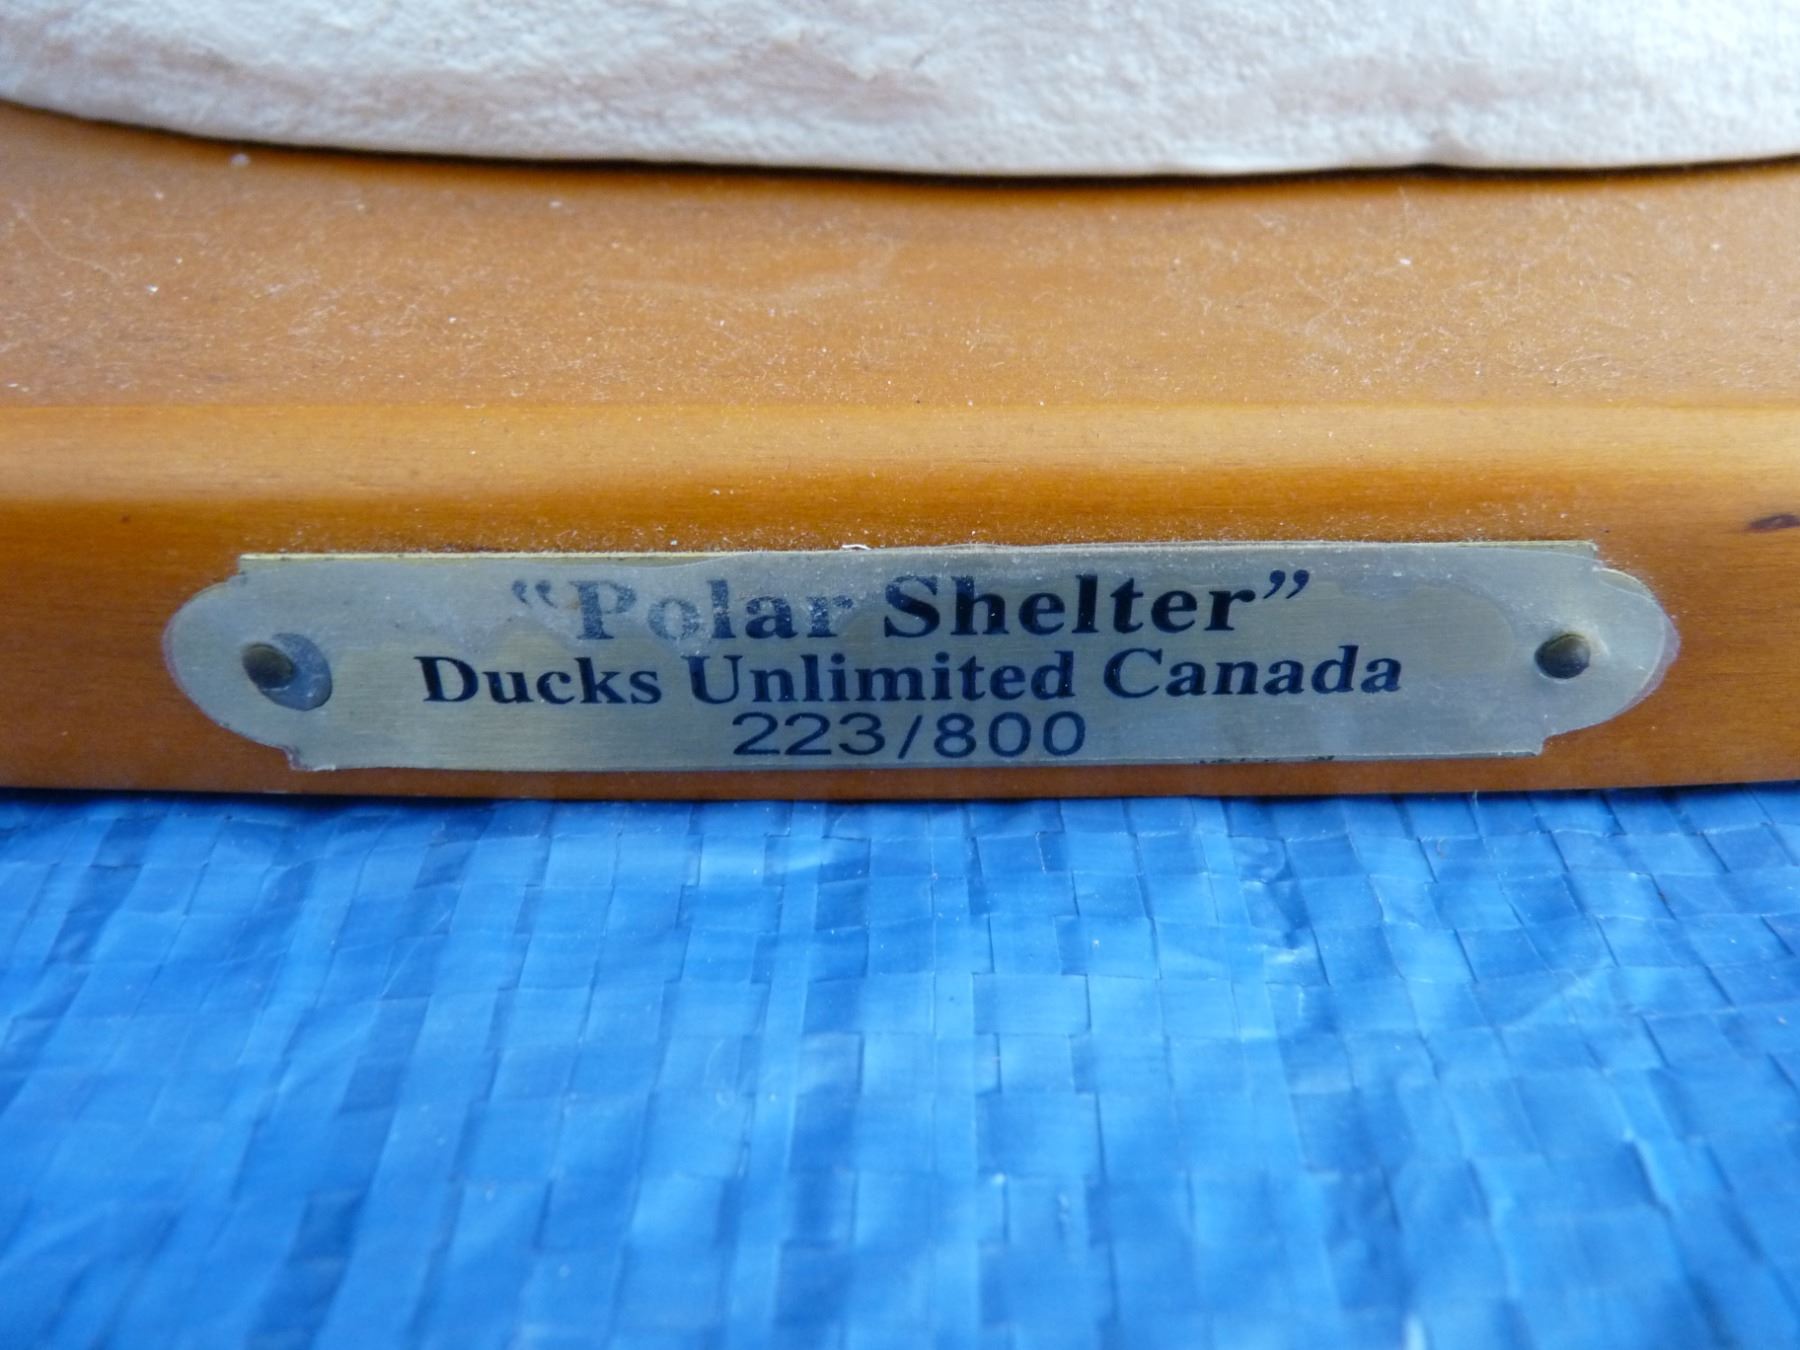 “Polar Shelter”
Ducks Unlimited Canada
223/800